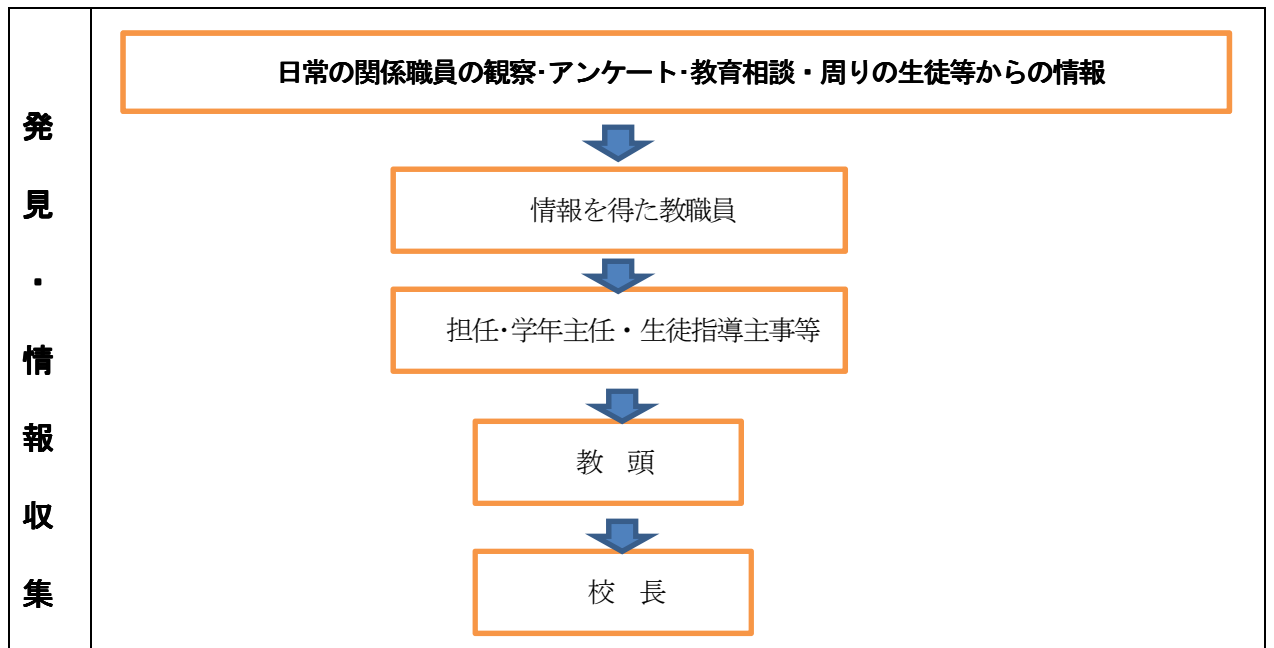 発見・情報収集
日常の関係職員の観察･アンケート･教育相談・周りの生徒等からの情報
情報を得た教職員
担任･学年主任・生徒指導主事等
教　頭
校　長